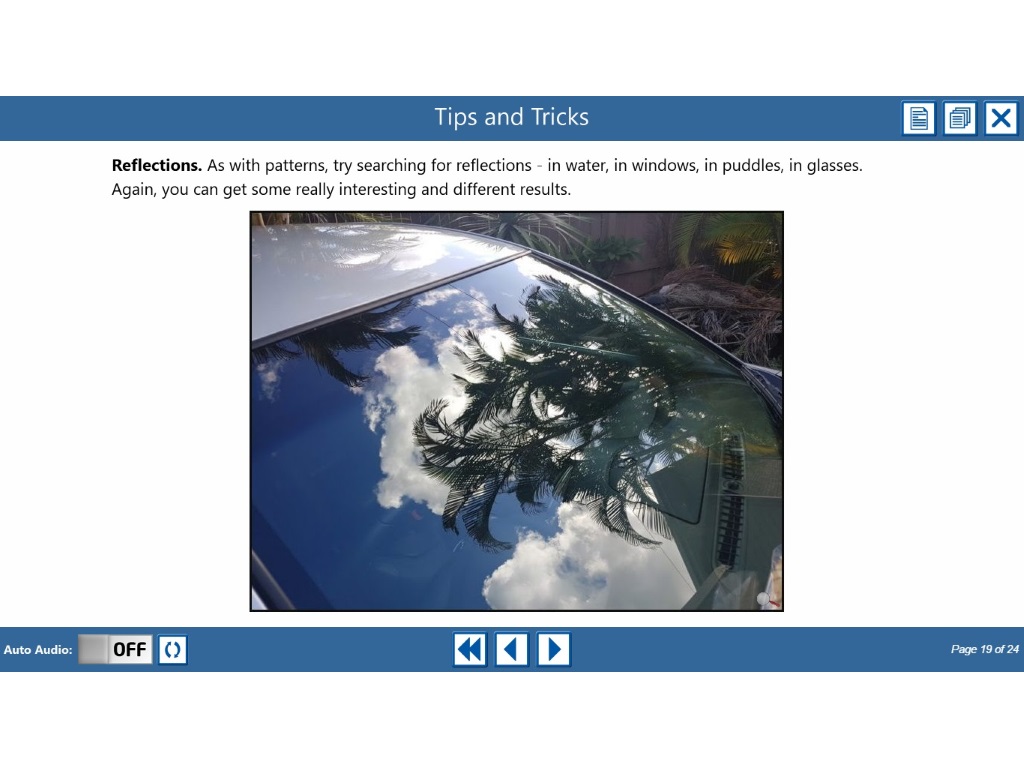 Tips and Tricks
Reflections. As with patterns, try searching for reflections - in water, in windows, in puddles, in glasses.
Again, you can get some really interesting and different results.
Auto Audio: OFF
Page 19 of 24